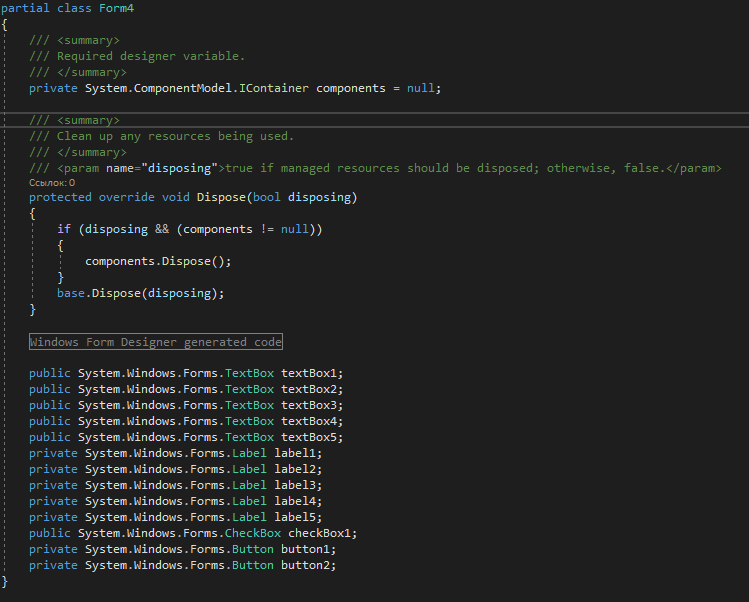 partial class Form4
{
/// <summary>
/// Required designer variable.
/// </summary>
private System.ComponentModel.IContainer components = null;
/// <summary>
/// Clean up any resources being used.
/// </summary>
/// <param name="disposing">true if managed resources should be disposed; otherwise, false.</param>
Ссылок: 0
protected override void Dispose(bool disposing)
{
if (disposing && (components != null))
{
components.Dispose();
}
base.Dispose(disposing);
}
Windows Form Designer generated code
public System.Windows.Forms.TextBox textBox1;
public System.Windows.Forms.TextBox textBox2;
public System.Windows.Forms.TextBox textBox3;
public System.Windows.Forms.TextBox textBox4;
public System.Windows.Forms.TextBox textBox5;
private System.Windows.Forms.Label label1;
private System.Windows.Forms.Label label2;
private System.Windows.Forms.Label label3;
private System.Windows.Forms.Label label4;
private System.Windows.Forms.Label label5;
public System.Windows.Forms.CheckBox checkBox1;
private System.Windows.Forms.Button button1;
private System.Windows.Forms.Button button2;
}